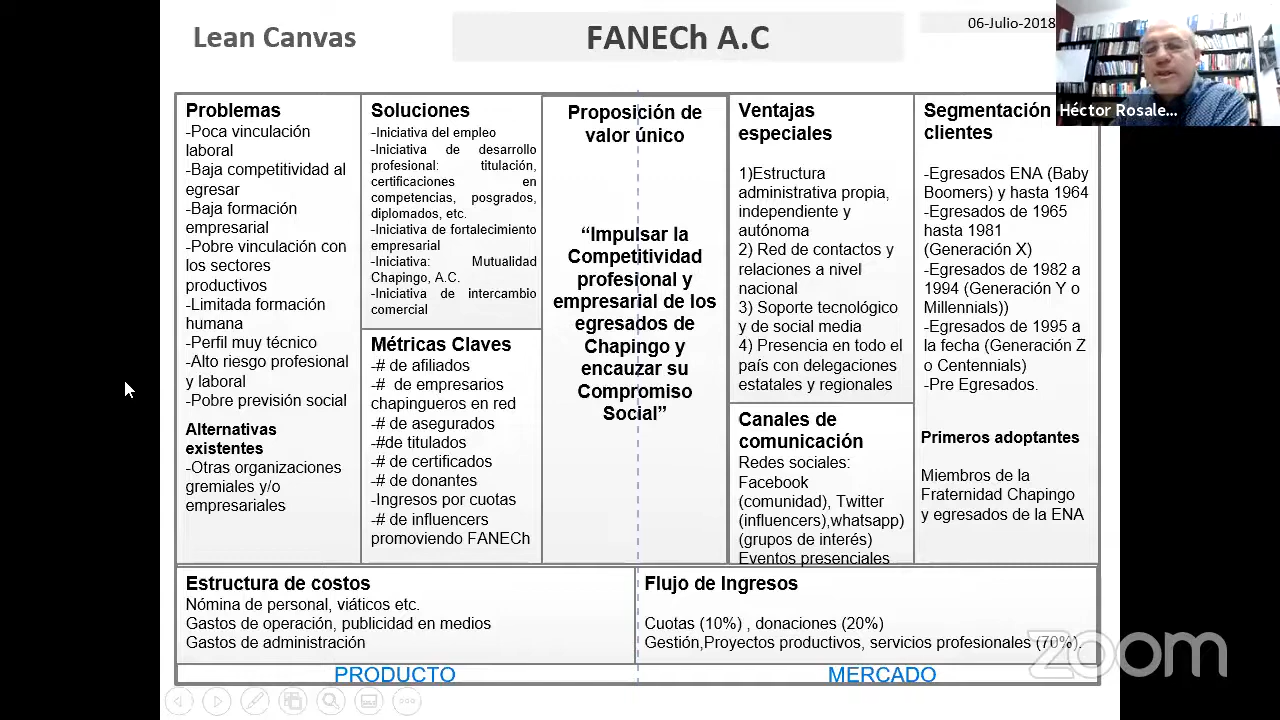 Lean Canvas
FANECh A.C
06-Julio-2018
Héctor Rosale...
Problemas
-Poca vinculación
laboral
-Baja competitividad al
egresar
-Baja formación
empresarial
-Pobre vinculación con
los sectores
productivos
-Limitada formación
humana
-Perfil muy técnico
-Alto riesgo profesional
y laboral
-Pobre previsión social
Alternativas
existentes
-Otras organizaciones
gremiales y/o
empresariales
Soluciones
-Iniciativa del empleo
-Iniciativa de desarrollo
profesional: titulación,
certificaciones en
competencias, posgrados,
diplomados, etc.
-Iniciativa de fortalecimiento
empresarial
-Iniciativa: Mutualidad
Chapingo, A.C.
-Iniciativa de intercambio
comercial
Métricas Claves
-# de afiliados
-# de empresarios
chapingueros en red
-# de asegurados
-#de titulados
-# de certificados
-# de donantes
-Ingresos por cuotas
-# de influencers
promoviendo FANECh
Proposición de
valor único
“Impulsar la
Competitividad
profesional y
empresarial de los
egresados de
Chapingo y
encauzar su
Compromiso
Social”
Ventajas
especiales
1)Estructura
administrativa propia,
independiente y
autónoma
2) Red de contactos y
relaciones a nivel
nacional
3) Soporte tecnológico
y de social media
4) Presencia en todo el
país con delegaciones
estatales y regionales
Canales de
comunicación
Redes sociales:
Facebook
(comunidad), Twitter
(influencers),whatsapp)
(grupos de interés)
Eventos presenciales
Segmentación
clientes
-Egresados ENA (Baby
Boomers) y hasta 1964
-Egresados de 1965
hasta 1981
(Generación X)
-Egresados de 1982 a
1994 (Generación Y o
Millennials))
-Egresados de 1995 a
la fecha (Generación Z
o Centennials)
-Pre Egresados.
Primeros adoptantes
Miembros de la
Fraternidad Chapingo
y egresados de la ENA
Estructura de costos
Nómina de personal, viáticos etc.
Gastos de operación, publicidad en medios
Gastos de administración
Flujo de Ingresos
Cuotas (10%) , donaciones (20%)
Gestión,Proyectos productivos, servicios profesionales (70%).
PRODUCTO
MERCADO
zoom